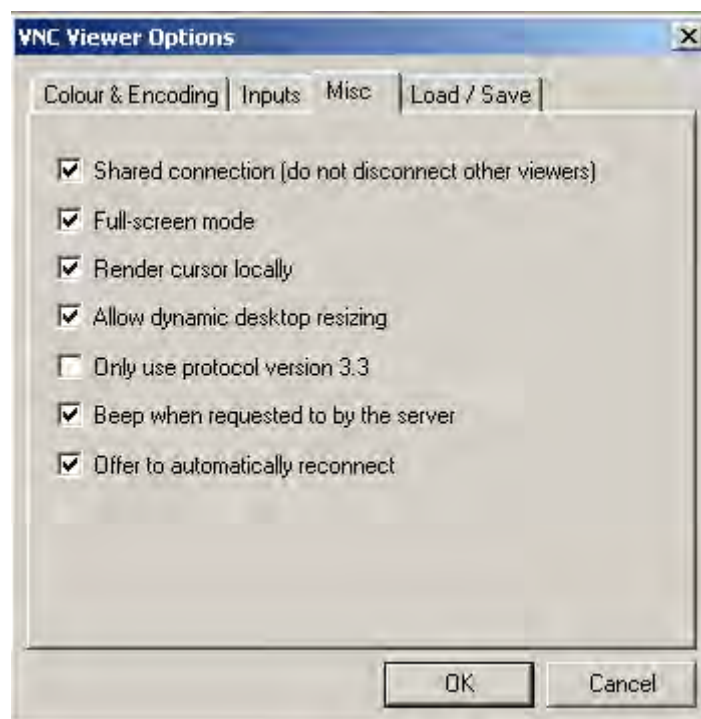 VNC Viewer Options
Colour & Encoding Inputs Misc Load / Save
Shared connection (do not disconnect other viewers)
Full-screen mode
Render cursor locally
Allow dynamic desktop resizing
Only use protocol version 3.3
Beep when requested to by the server
Offer to automatically reconnect
OK Cancel